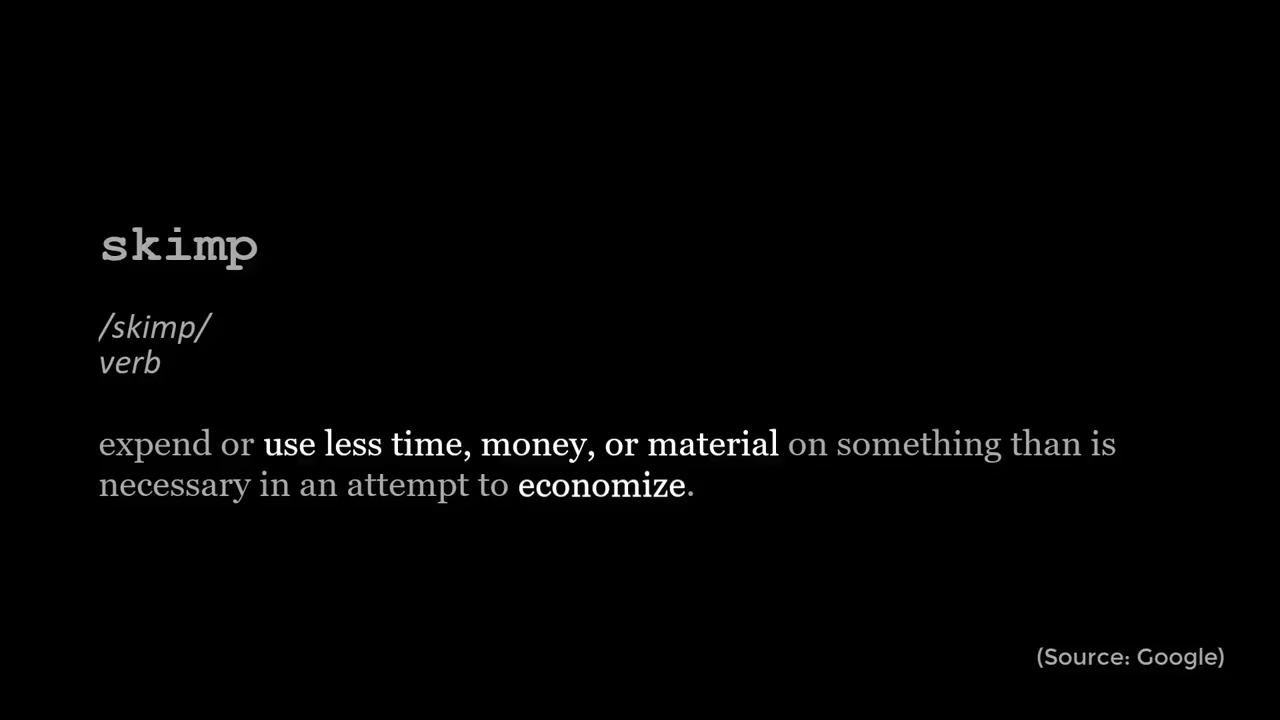 skimp
/skimp/
verb
expend or use less time, money, or material on something than is
necessary in an attempt to economize.
(Source: Google)